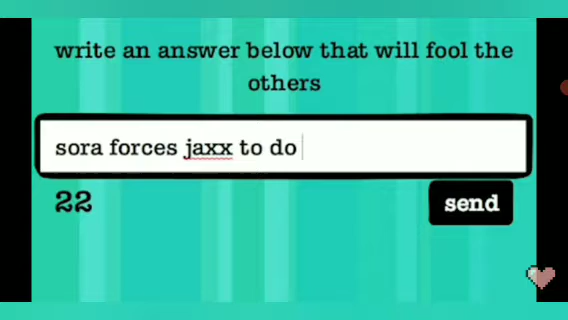 write an answer below that will fool the
others
sora forces jaxx to do
22
send